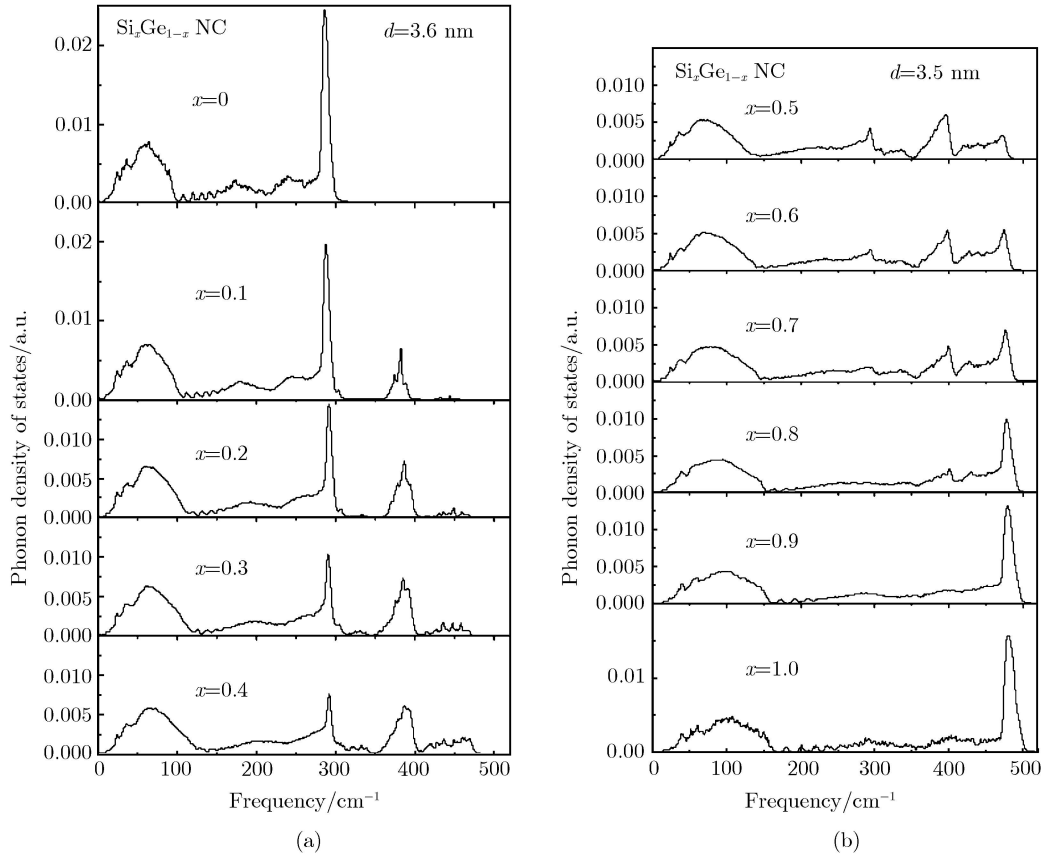 SiₓGe₁₋ₓ NC
d=3.6 nm
0.02
x=0
0.01
0.00
0.02
x=0.1
0.01
0.00
0.010
x=0.2
0.005
0.000
0.010
x=0.3
0.005
0.000
0.010
x=0.4
0.005
0.000
0
100
200
300
400
500
Phonon density of states/a.u.
Frequency/cm⁻¹
(a)
SiₓGe₁₋ₓ NC
d=3.5 nm
0.010
x=0.5
0.005
0.000
0.010
x=0.6
0.005
0.000
0.010
x=0.7
0.005
0.000
0.010
x=0.8
0.005
0.000
0.010
x=0.9
0.005
0.000
x=1.0
0.01
0.00
0
100
200
300
400
500
Phonon density of states/a.u.
Frequency/cm⁻¹
(b)